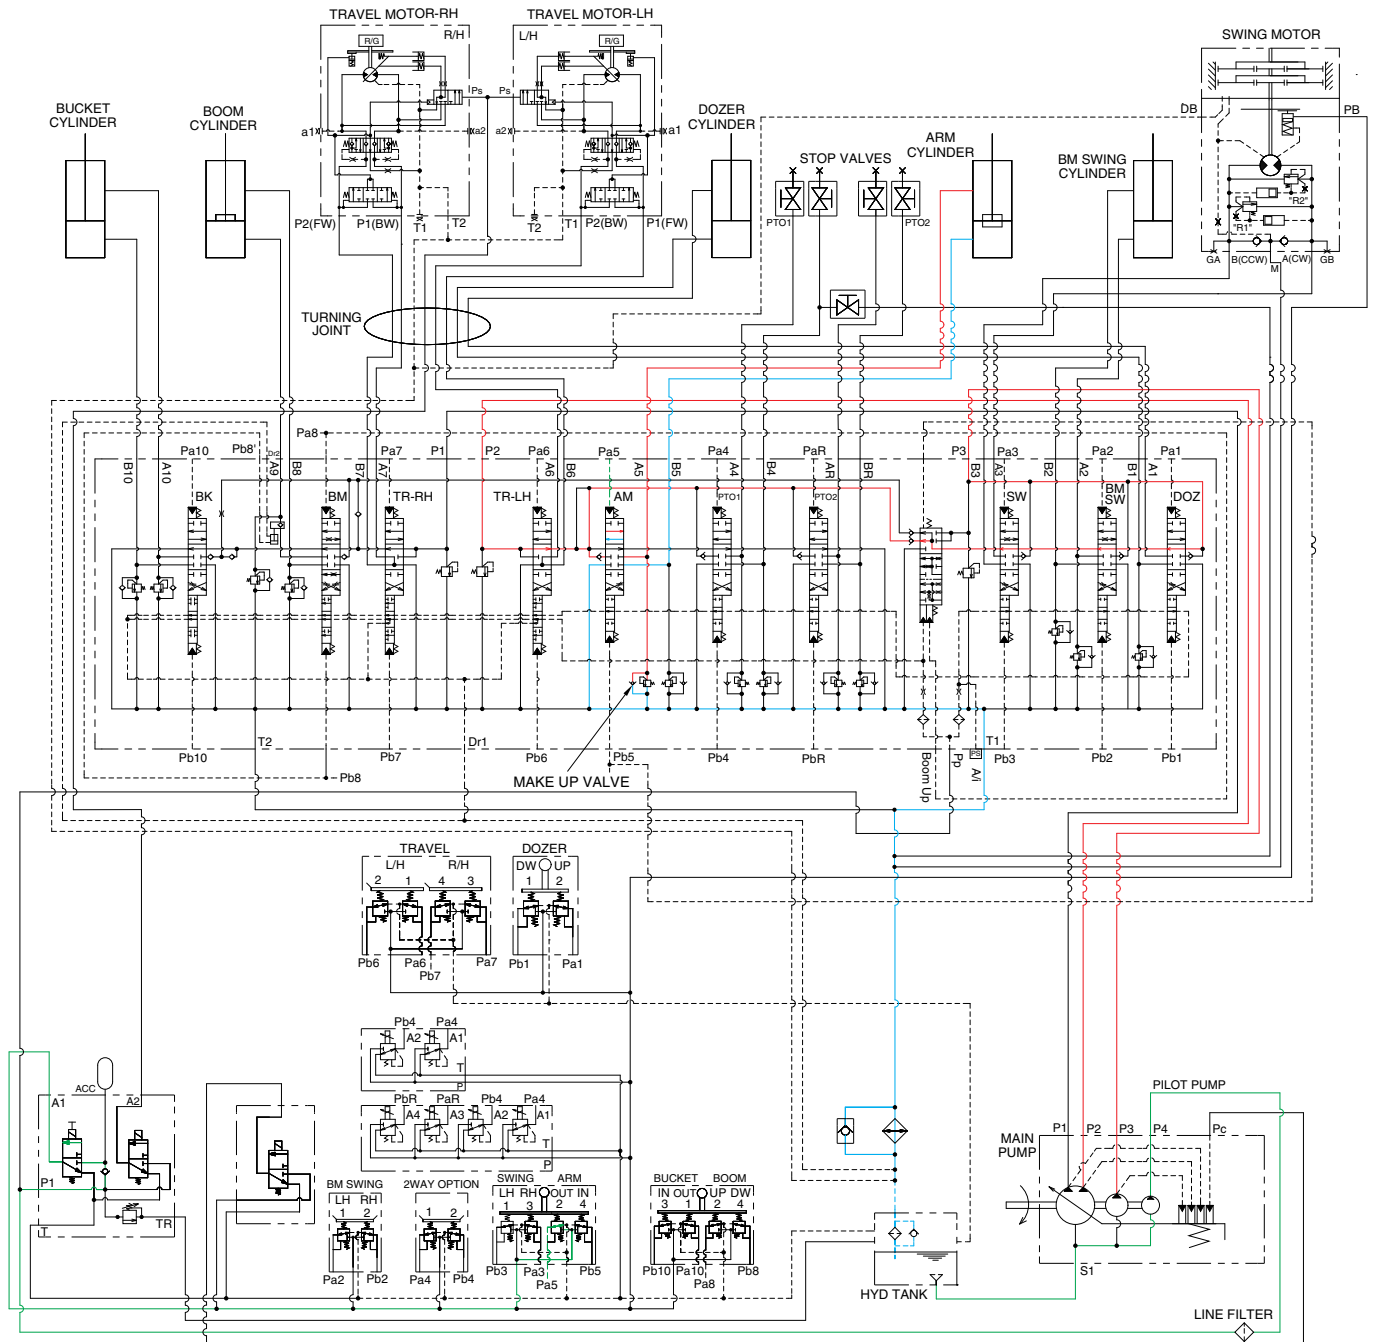 TRAVEL MOTOR-RH
TRAVEL MOTOR-LH
R/H
L/H
R/G
R/G
SWING MOTOR
BUCKET
CYLINDER
BOOM
CYLINDER
DOZER
CYLINDER
STOP VALVES
ARM
CYLINDER
BM SWING
CYLINDER
DB
PB
Ps
Ps
a1
a2
a2
a1
"R2"
"R1"
PTO1
PTO2
P2(FW)
P1(BW)
T1
T2
T2
T1
P2(BW)
P1(FW)
GA
B(CCW)
M
A(CW)
GB
TURNING
JOINT
Pa10
Pb8'
Dr2
Pa8
Pa7
P1
P2
Pa6
Pa5
Pa4
PaR
P3
Pa3
Pa2
Pa1
B10
A10
A9
B8
B7
A7
A6
B6
A5
B5
A4
B4
AR
BR
B3
A3
B2
A2
B1
A1
BK
BM
TR-RH
TR-LH
AM
PTO1
PTO2
SW
BM
SW
DOZ
Pb10
T2
Pb8
Pb7
Dr1
Pb6
Pb5
Pb4
PbR
Boom Up
Pp
PS
A/i
T1
Pb3
Pb2
Pb1
MAKE UP VALVE
TRAVEL
L/H
R/H
2
1
4
3
Pb6
Pa6
Pb7
Pa7
DOZER
DW
UP
1
2
Pb1
Pa1
Pb4
Pa4
A2
A1
T
P
PbR
PaR
Pb4
Pa4
A4
A3
A2
A1
T
P
ACC
A1
A2
P1
T
TR
BM SWING
LH
RH
1
2
Pa2
Pb2
2WAY OPTION
1
2
Pa4
Pb4
SWING
ARM
LH
RH
OUT
IN
1
3
2
4
Pb3
Pa3
Pa5
Pb5
BUCKET
BOOM
IN
OUT
UP
DW
3
1
2
4
Pb10
Pa10
Pa8
Pb8
HYD TANK
PILOT PUMP
MAIN
PUMP
P1
P2
P3
P4
Pc
S1
LINE FILTER